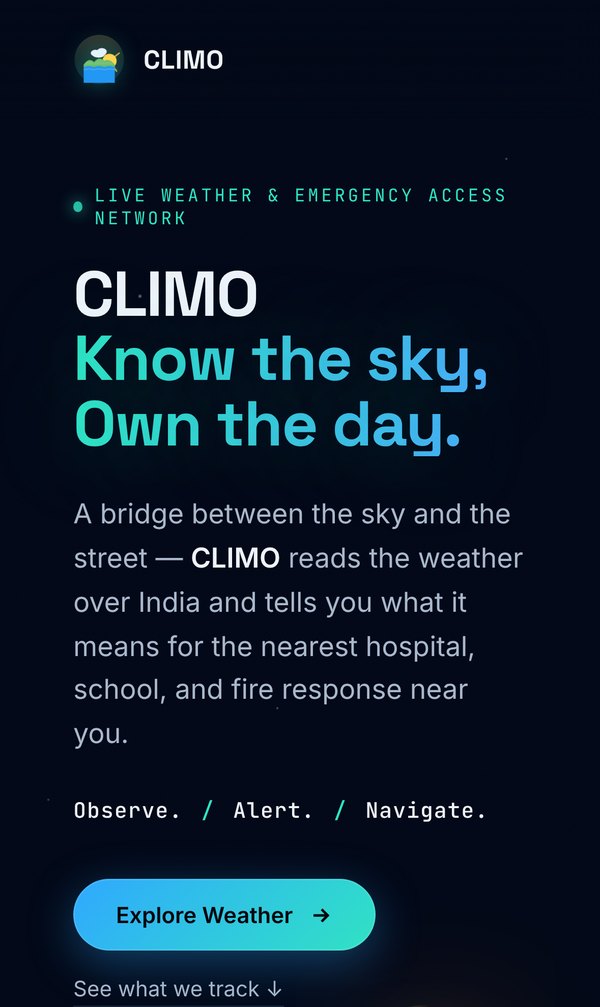 CLIMO
LIVE WEATHER & EMERGENCY ACCESS
NETWORK
CLIMO
Know the sky,
Own the day.
A bridge between the sky and the
street — CLIMO reads the weather
over India and tells you what it
means for the nearest hospital,
school, and fire response near
you.
Observe. / Alert. / Navigate.
Explore Weather →
See what we track ↓